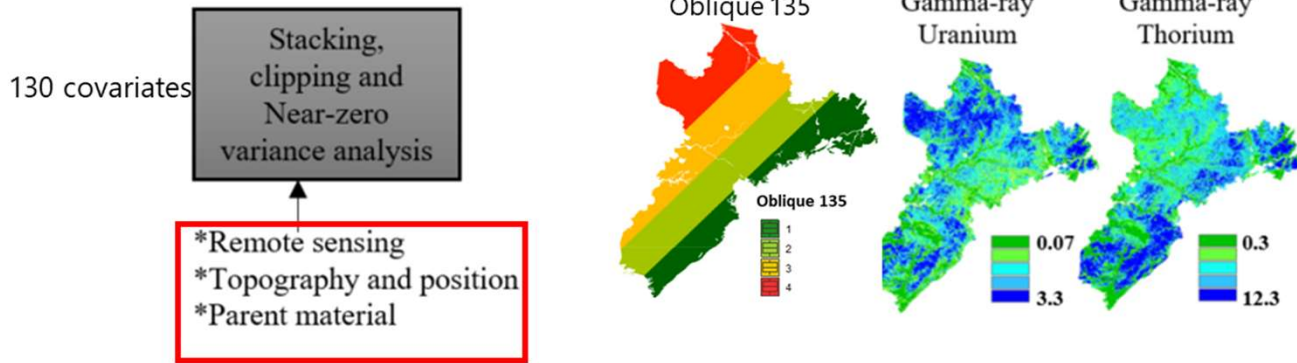 130 covariates
Stacking,
clipping and
Near-zero
variance analysis
*Remote sensing
*Topography and position
*Parent material
Oblique 135
Oblique 135
1
2
3
4
Gamma-ray
Uranium
0.07
3.3
Gamma-ray
Thorium
0.3
12.3